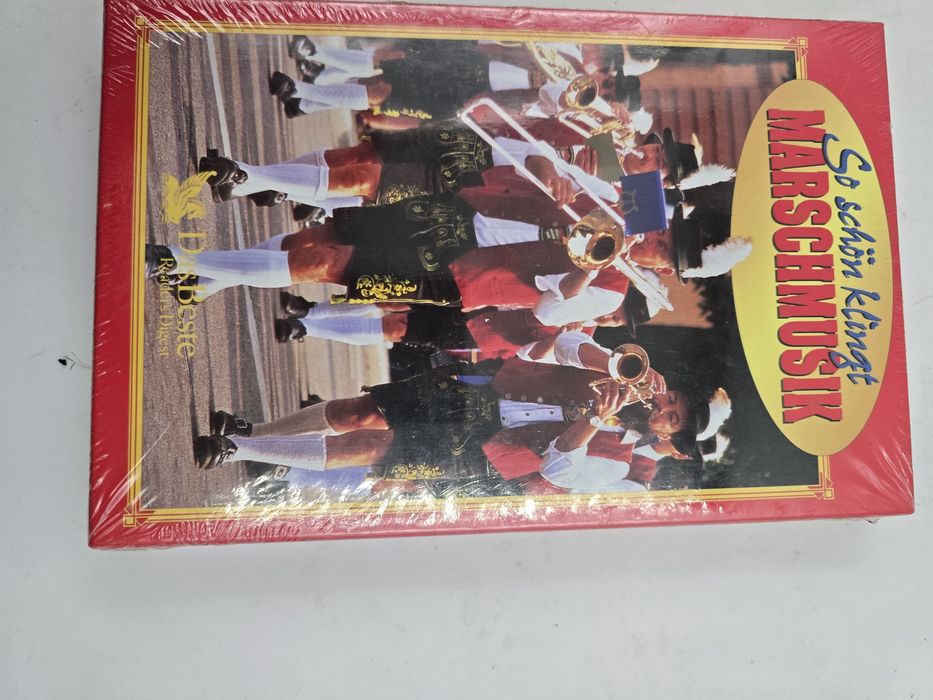 So schön klingt
MARSCHMUSIK
Das Beste
Reader's Digest